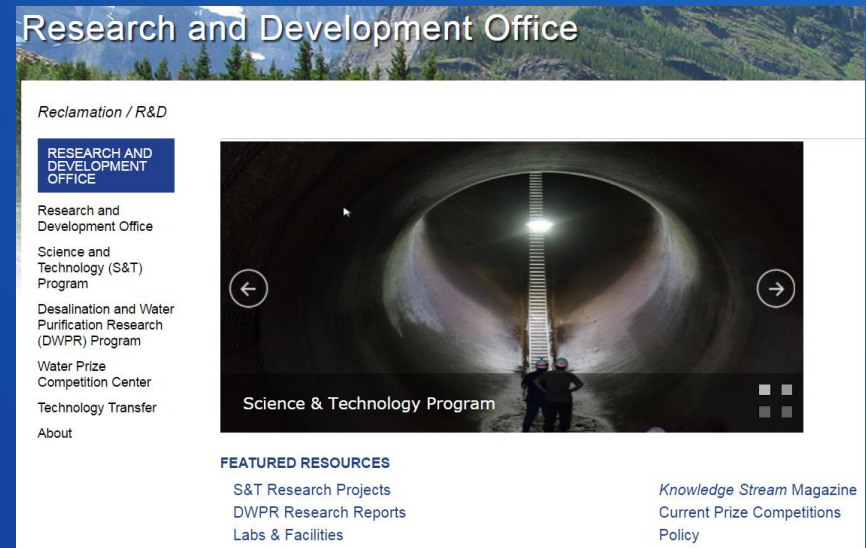 Research and Development Office
Reclamation / R&D
RESEARCH AND
DEVELOPMENT
OFFICE
Research and
Development Office
Science and
Technology (S&T)
Program
Desalination and Water
Purification Research
(DWPR) Program
Water Prize
Competition Center
Technology Transfer
About
Science & Technology Program
FEATURED RESOURCES
S&T Research Projects
DWPR Research Reports
Labs & Facilities
Knowledge Stream Magazine
Current Prize Competitions
Policy